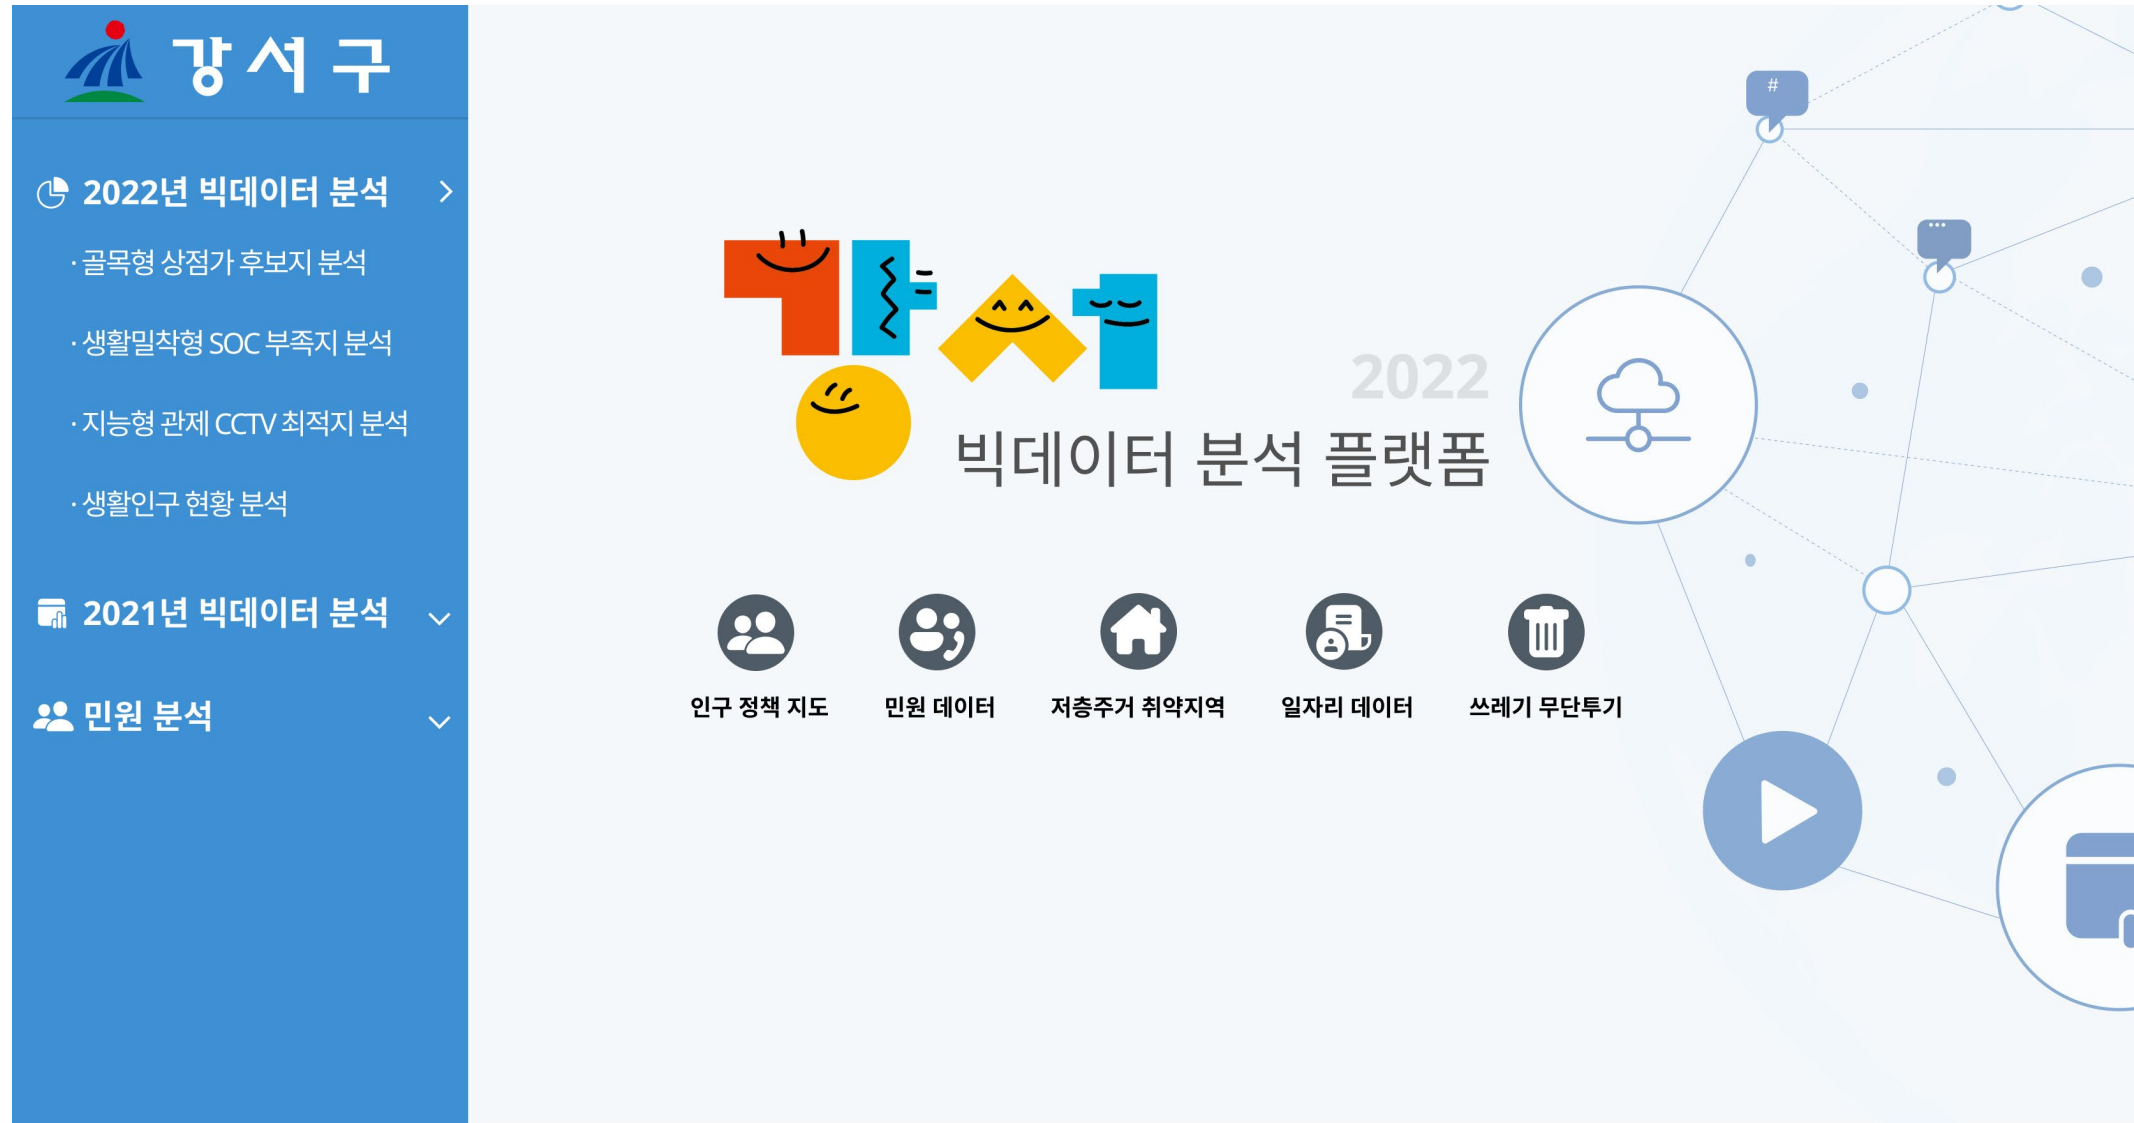 강서구
2022년 빅데이터 분석
· 골목형 상점가 후보지 분석
· 생활밀착형 SOC 부족지 분석
· 지능형 관제 CCTV 최적지 분석
· 생활인구 현황 분석
2021년 빅데이터 분석
민원 분석
강서
2022
빅데이터 분석 플랫폼
인구 정책 지도
민원 데이터
저층주거 취약지역
일자리 데이터
쓰레기 무단투기
#
...